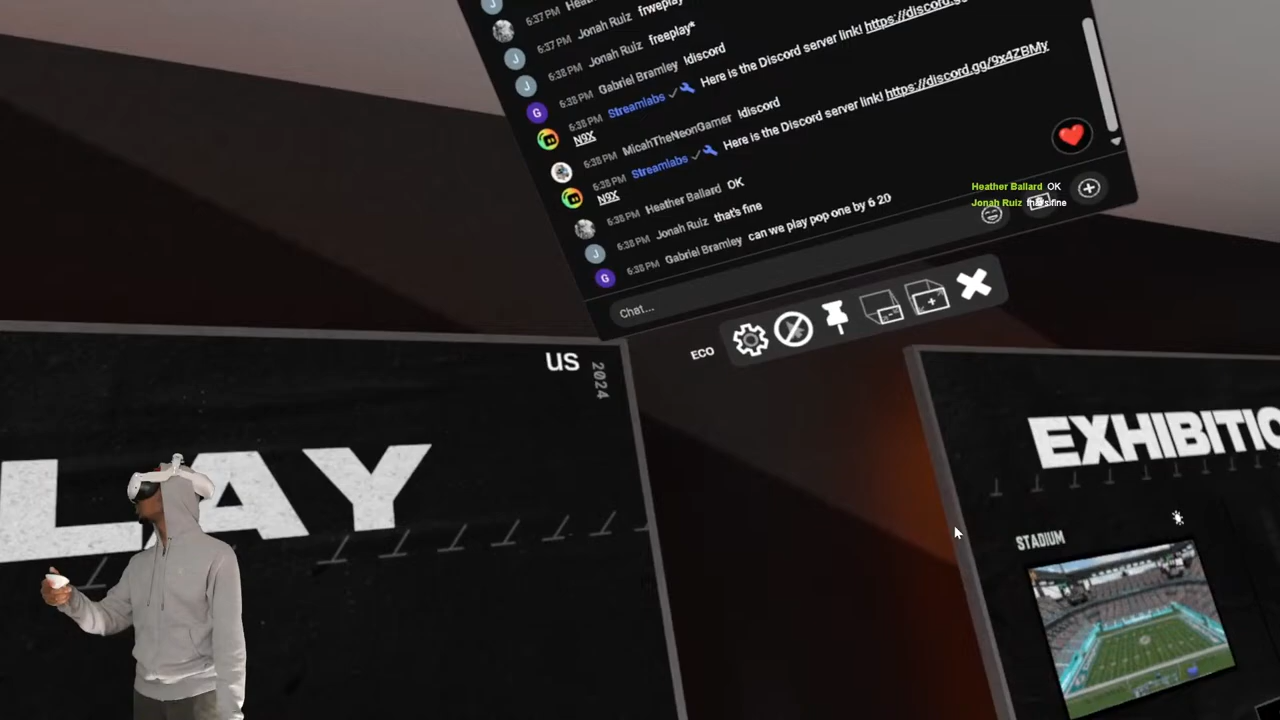 6:37 PM
6:37 PM Jonah Ruiz frweplay
6:38 PM Jonah Ruiz freeplay*
6:38 PM Gabriel Bramley !discord
6:38 PM Streamlabs Here is the Discord server link! https://discord.gg/9x4ZBMy
N9X
6:38 PM MicahTheNeonGamer !discord
6:38 PM Streamlabs Here is the Discord server link! https://discord.gg/9x4ZBMy
N9X
6:38 PM Heather Ballard OK
6:38 PM Jonah Ruiz that's fine
6:38 PM Gabriel Bramley can we play pop one by 6 20
Chat...
Heather Ballard OK
Jonah Ruiz that's fine
ECO
US
2024
LAY
EXHIBITIO
STADIUM